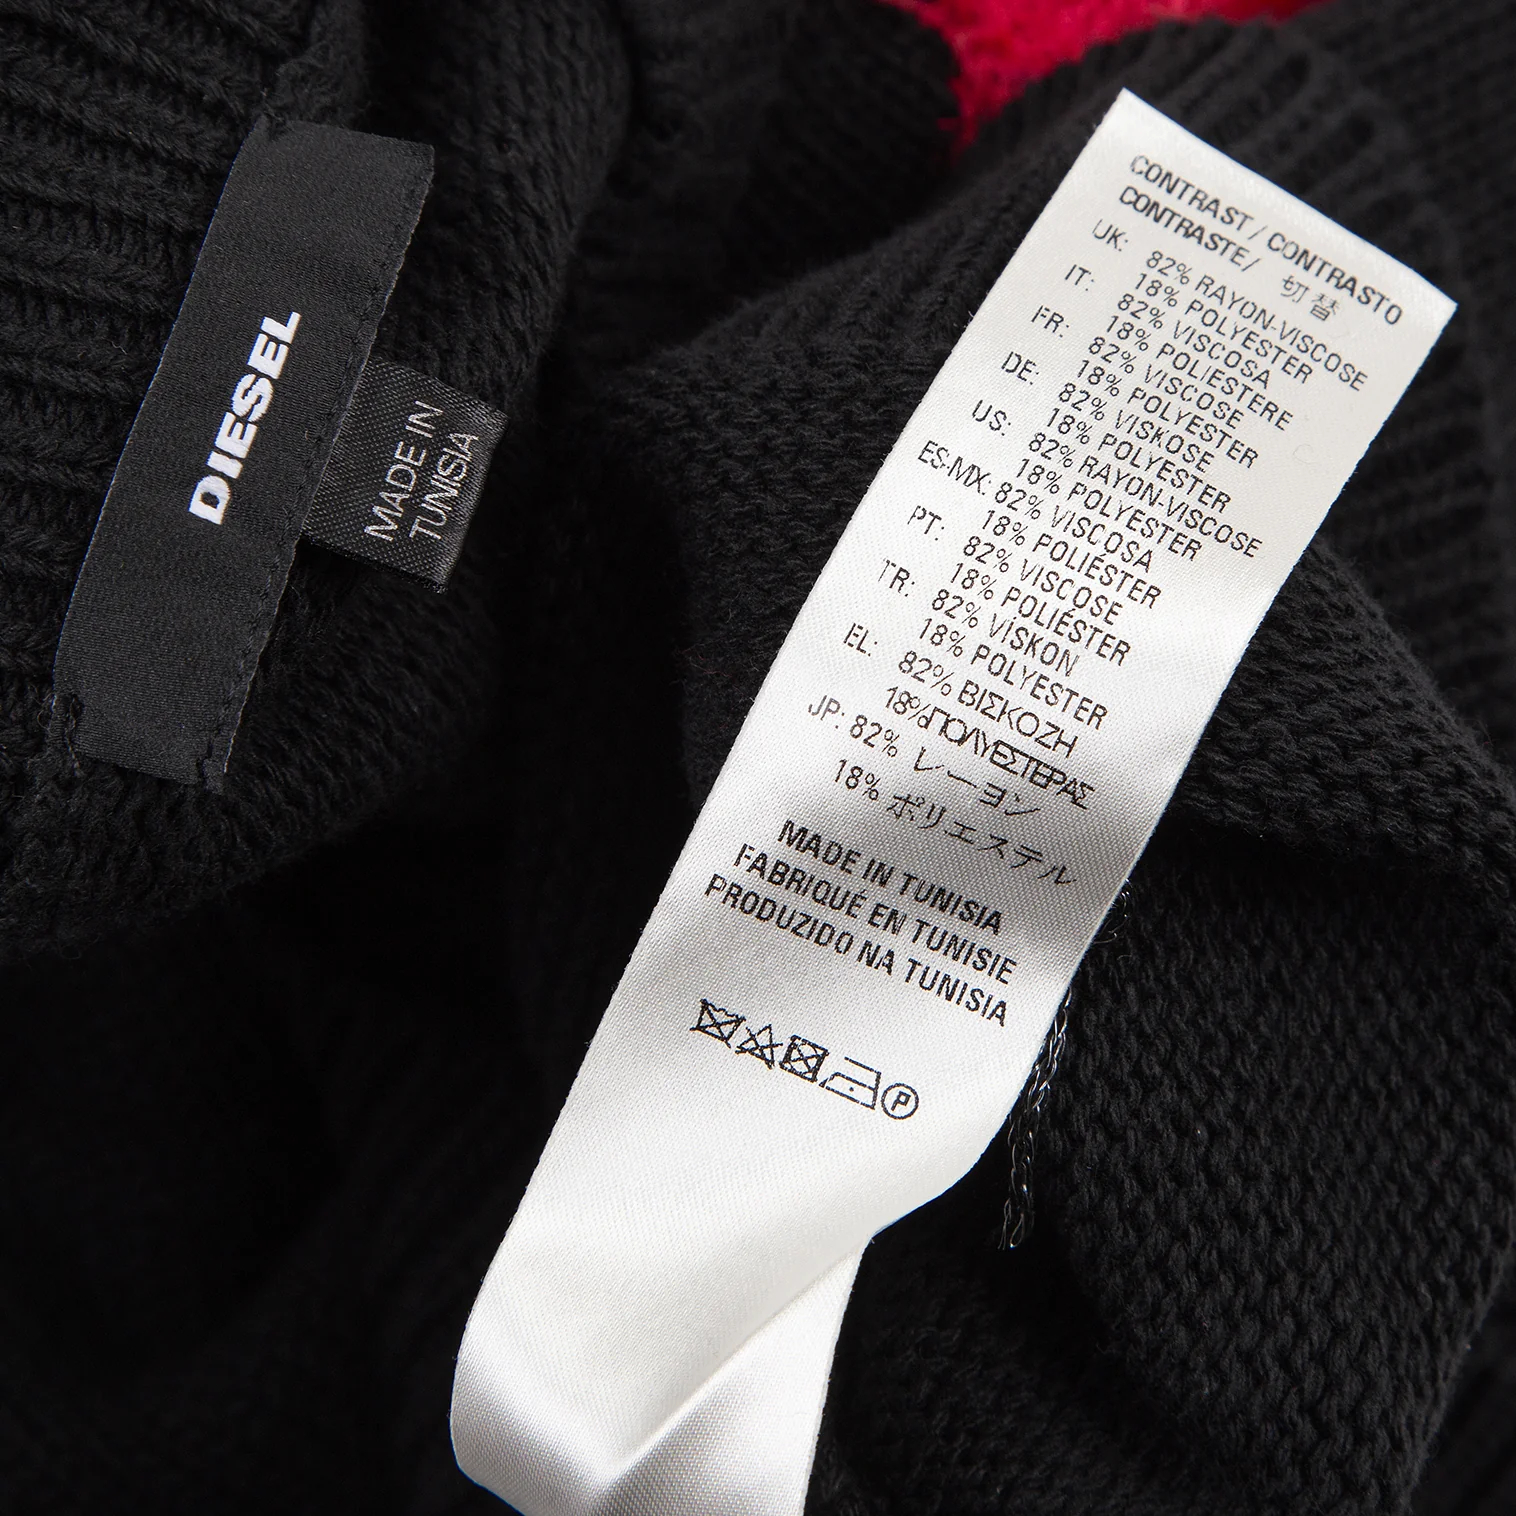 DIESEL
MADE IN
TUNISIA
CONTRAST / CONTRASTO
CONTRASTE/ 切替
UK: 82% RAYON-VISCOSE
18% POLYESTER
IT: 82% VISCOSA
18% POLIESTERE
FR: 82% VISCOSE
18% POLYESTER
DE: 82% VISKOSE
18% POLYESTER
US: 82% RAYON-VISCOSE
18% POLYESTER
ES-MX: 82% VISCOSA
18% POLIÉSTER
PT: 82% VISCOSE
18% POLIÉSTER
TR: 82% VİSKON
18% POLYESTER
EL: 82% ΒΙΣΚΟΖΗ
18% ΠΟΛΥΕΣΤΕΡΑΣ
JP: 82% レーヨン
18% ポリエステル
MADE IN TUNISIA
FABRIQUÉ EN TUNISIE
PRODUZIDO NA TUNISIA
P